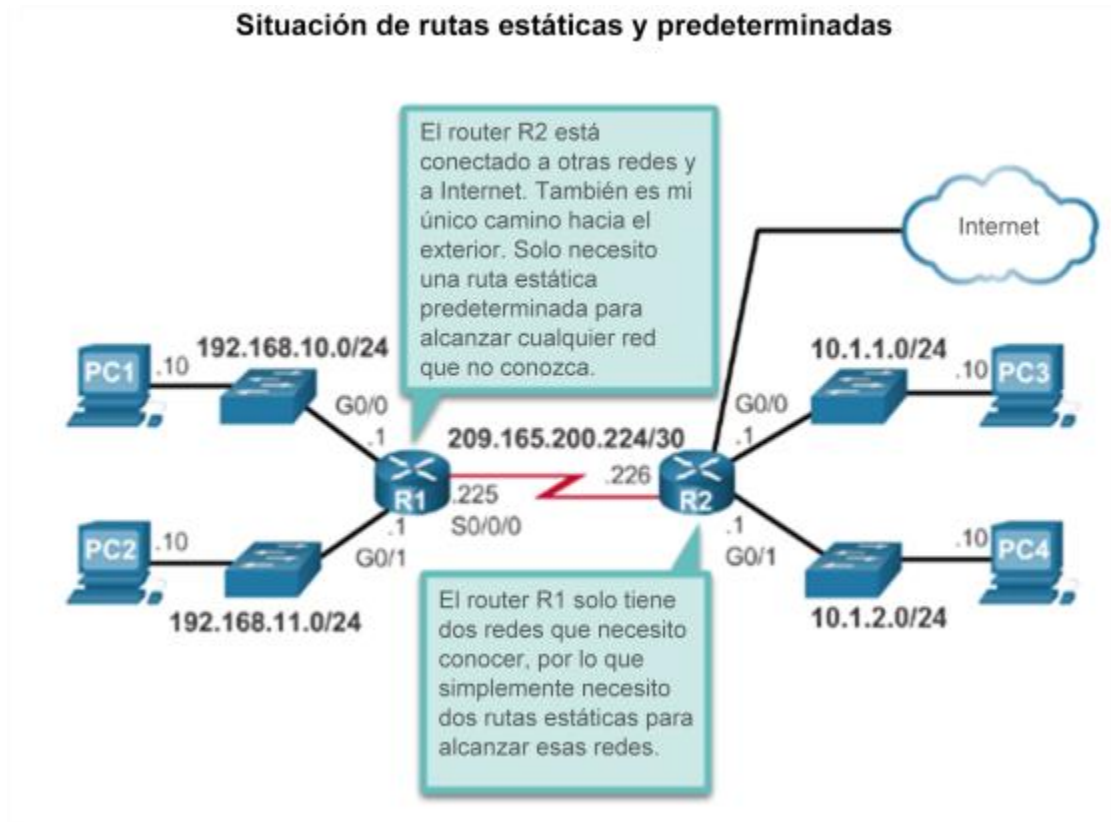 Situación de rutas estáticas y predeterminadas
El router R2 está
conectado a otras redes y
a Internet. También es mi
único camino hacia el
exterior. Solo necesito
una ruta estática
predeterminada para
alcanzar cualquier red
que no conozca.
Internet
192.168.10.0/24
10.1.1.0/24
PC1
.10
.10
PC3
G0/0
G0/0
.1
209.165.200.224/30
.1
R1
.225
.226
R2
S0/0/0
.1
G0/1
.1
G0/1
PC2
.10
.10
PC4
192.168.11.0/24
10.1.2.0/24
El router R1 solo tiene
dos redes que necesito
conocer, por lo que
simplemente necesito
dos rutas estáticas para
alcanzar esas redes.